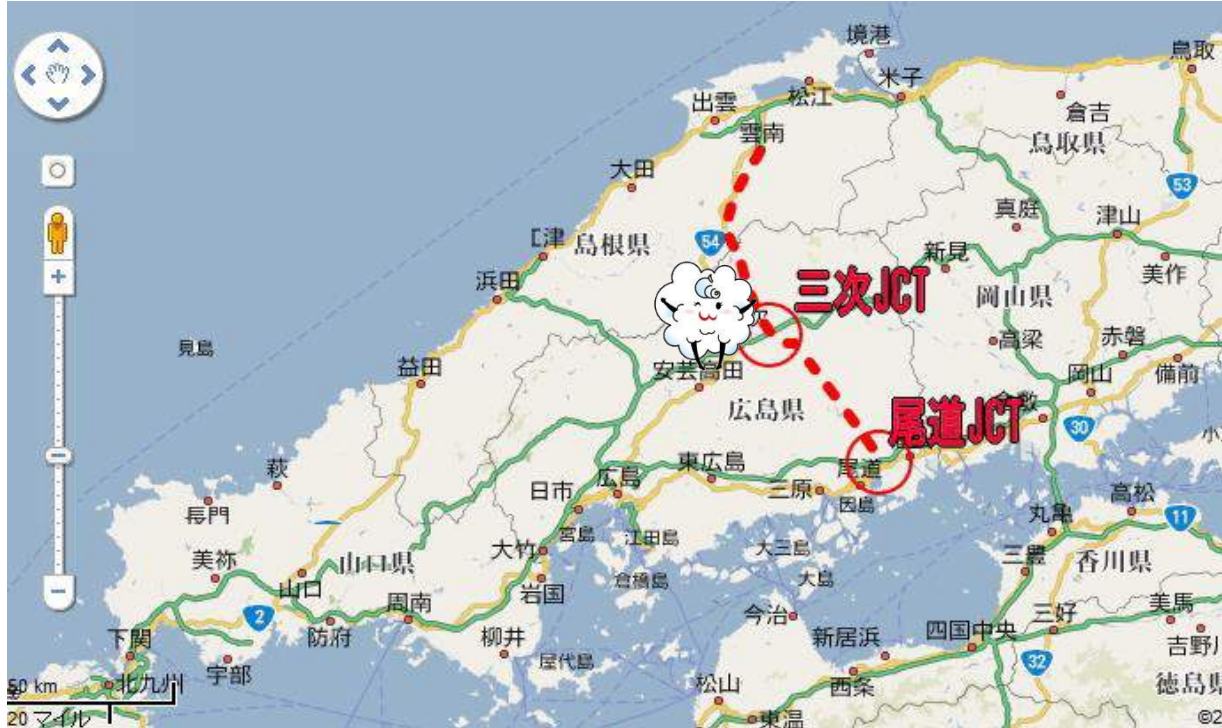 境港
鳥取
米子
松江
出雲
倉吉
雲南
鳥取県
大田
53
真庭
津山
54
江津
島根県
新見
美作
浜田
三次JCT
岡山県
見島
高梁
赤磐
益田
安芸高田
岡山
備前
広島県
尾道JCT
30
小
萩
東広島
尾道
広島
日市
三原
因島
高松
長門
丸亀
11
宮島
江田島
大竹
大三島
美祢
山口県
三豊
香川県
倉橋島
大島
山口
岩国
周南
今治
美馬
2
防府
柳井
新居浜
四国中央
三好
下関
吉野川
屋代島
宇部
32
西条
徳島県
50 km
北九州
松山
20 マイル
東温
©2